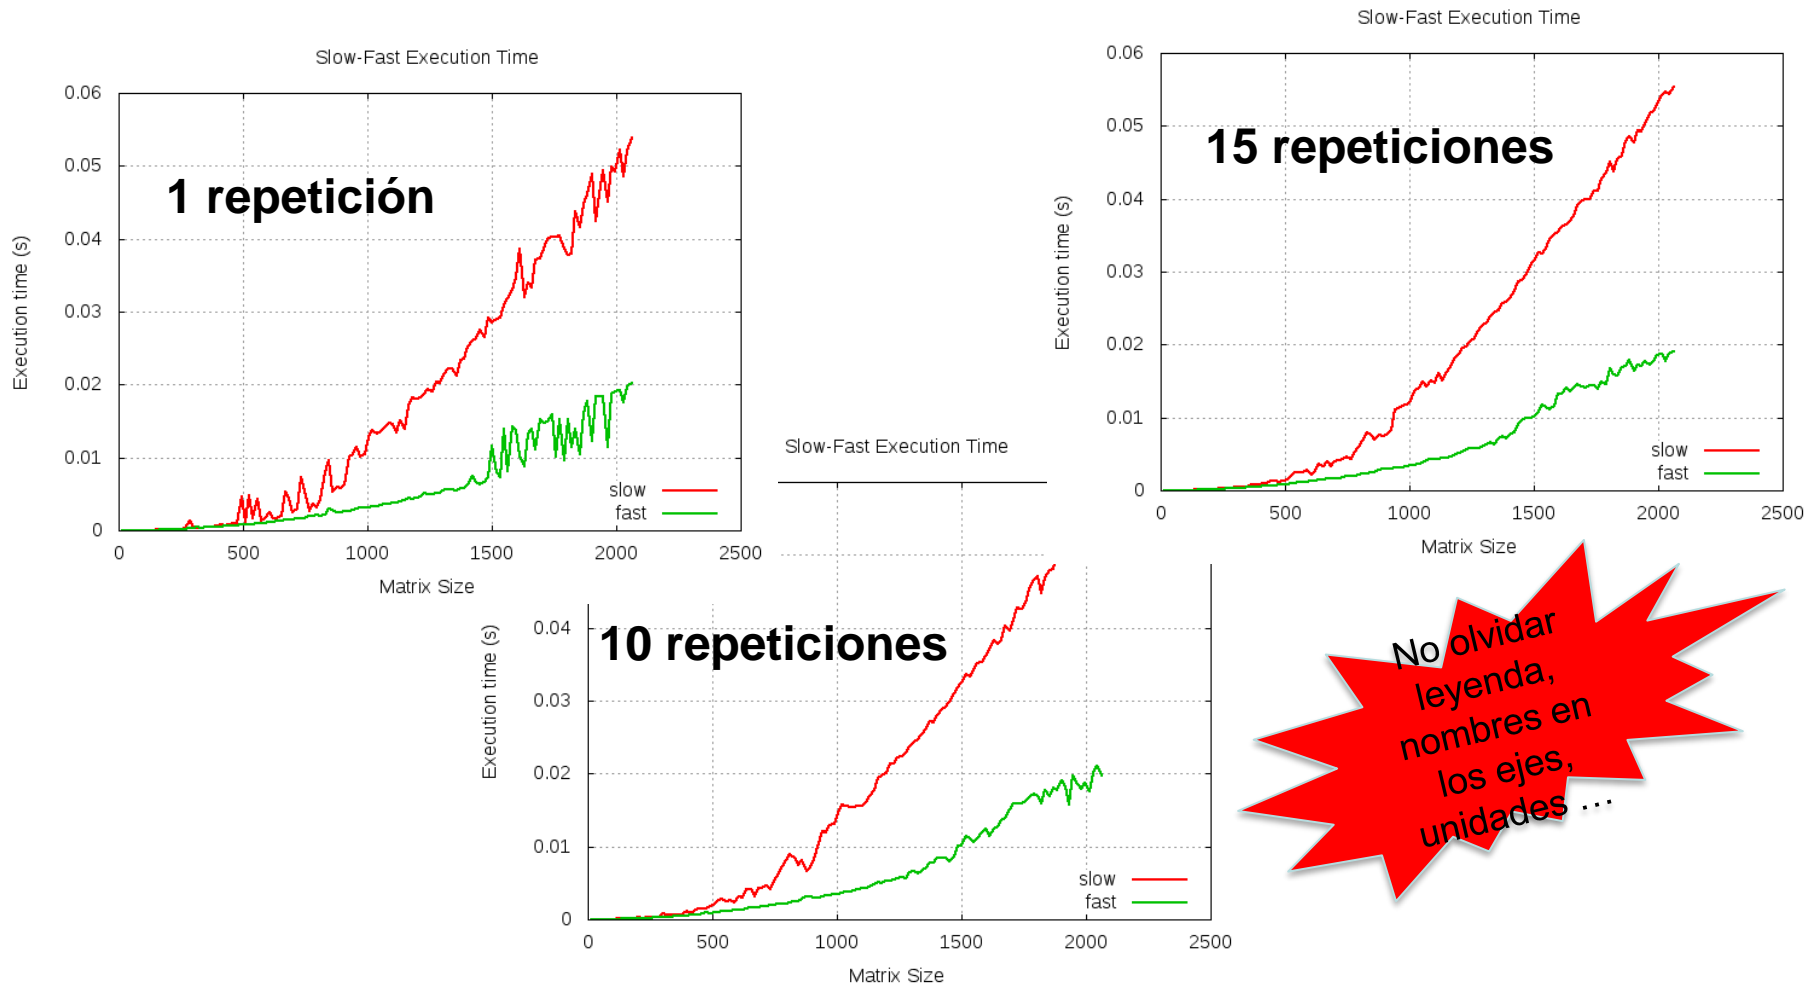 Slow-Fast Execution Time
0.06
0.05
0.04
0.03
0.02
0.01
0
Execution time (s)
1 repetición
slow
fast
0 500 1000 1500 2000 2500
Matrix Size
Slow-Fast Execution Time
0.06
0.05
0.04
0.03
0.02
0.01
0
Execution time (s)
15 repeticiones
slow
fast
0 500 1000 1500 2000 2500
Matrix Size
Slow-Fast Execution Time
0.04
0.03
0.02
0.01
0
Execution time (s)
10 repeticiones
slow
fast
0 500 1000 1500 2000 2500
Matrix Size
No olvidar
leyenda,
nombres en
los ejes,
unidades …